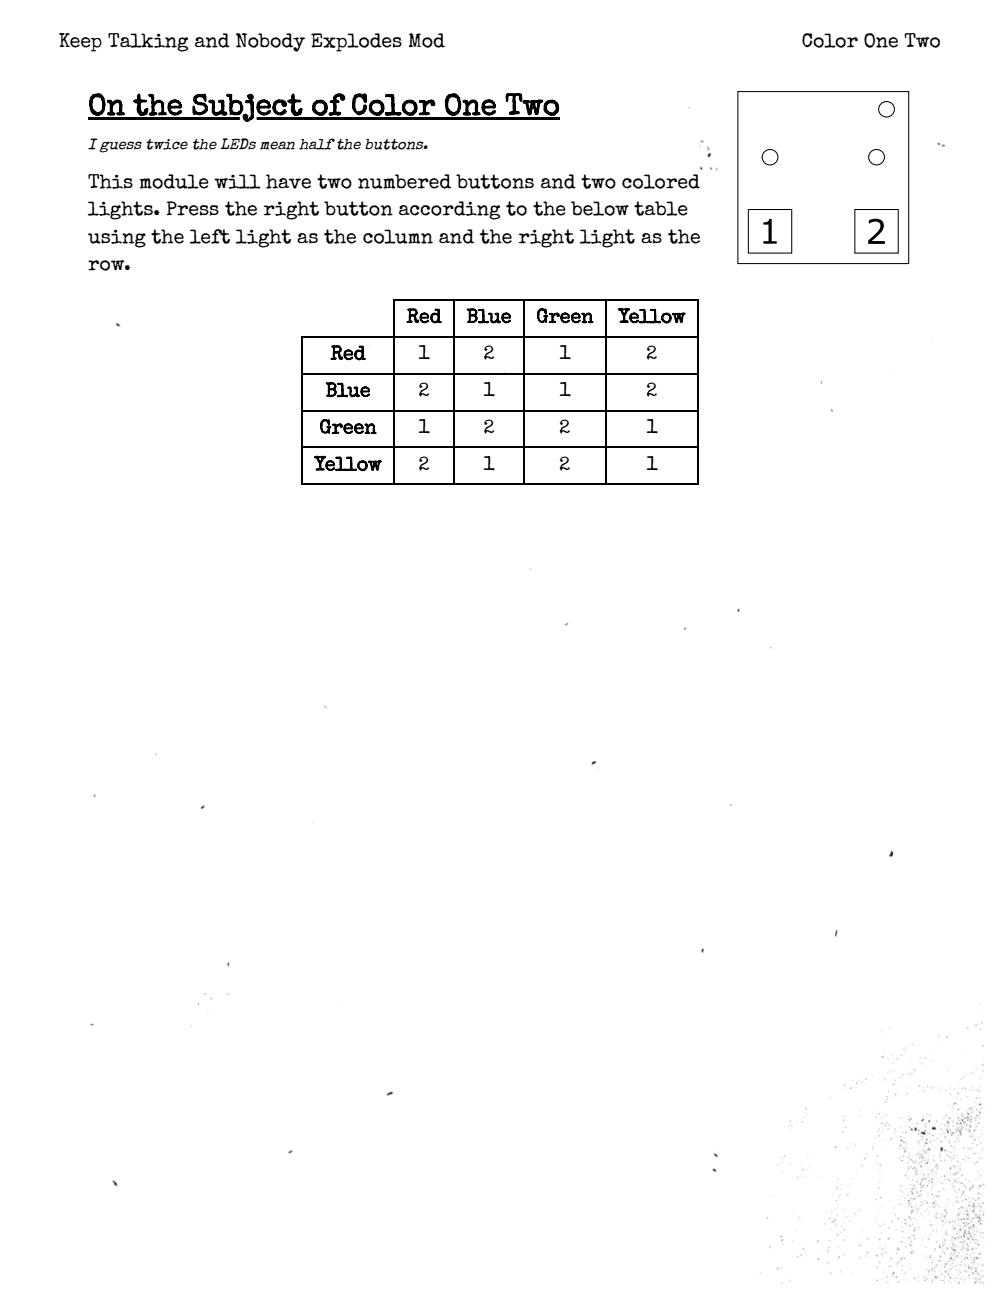 Keep Talking and Nobody Explodes Mod Color One Two
On the Subject of Color One Two
I guess twice the LEDs mean half the buttons.
This module will have two numbered buttons and two colored
lights. Press the right button according to the below table
using the left light as the column and the right light as the
row.
1 2
Red Blue Green Yellow
Red 1 2 1 2
Blue 2 1 1 2
Green 1 2 2 1
Yellow 2 1 2 1